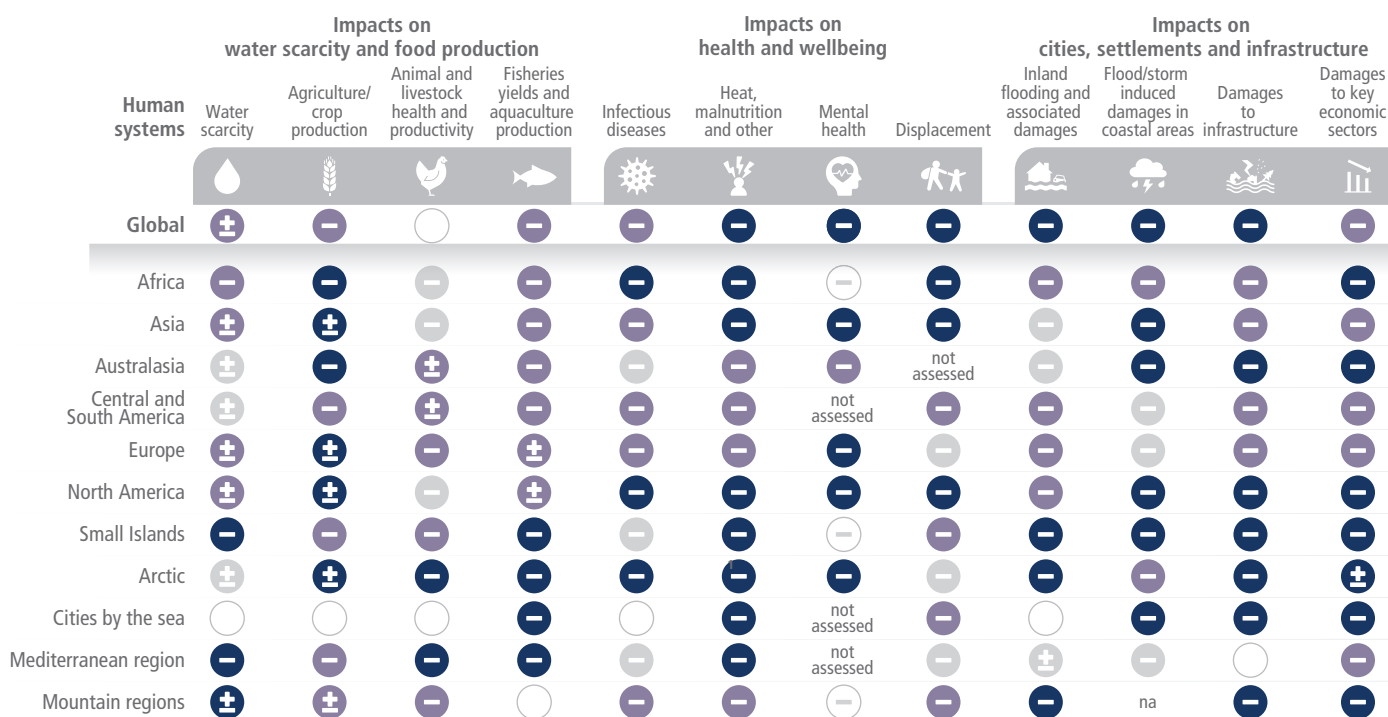 Impacts on
water scarcity and food production
Impacts on
health and wellbeing
Impacts on
cities, settlements and infrastructure
Human
systems
Water
scarcity
Agriculture/
crop
production
Animal and
livestock
health and
productivity
Fisheries
yields and
aquaculture
production
Infectious
diseases
Heat,
malnutrition
and other
Mental
health
Displacement
Inland
flooding and
associated
damages
Flood/storm
induced
damages in
coastal areas
Damages
to
infrastructure
Damages
to key
economic
sectors
Global
± − − − − − − − − − −
Africa
− − − − − − − − − − − −
Asia
± ± − − − − − − − − − −
Australasia
± − ± − − − − not
assessed
− − − −
Central and
South America
± − ± − − − not
assessed
− − − − −
Europe
± ± − ± − − − − − − − −
North America
± ± − ± − − − − − − − −
Small Islands
− − − − − − − − − − − −
Arctic
± ± − − − − − − − − − ±
Cities by the sea
− − not
assessed
− − − −
Mediterranean region
− − − − − − not
assessed
− ± − −
Mountain regions
± ± − − − − − − na − −